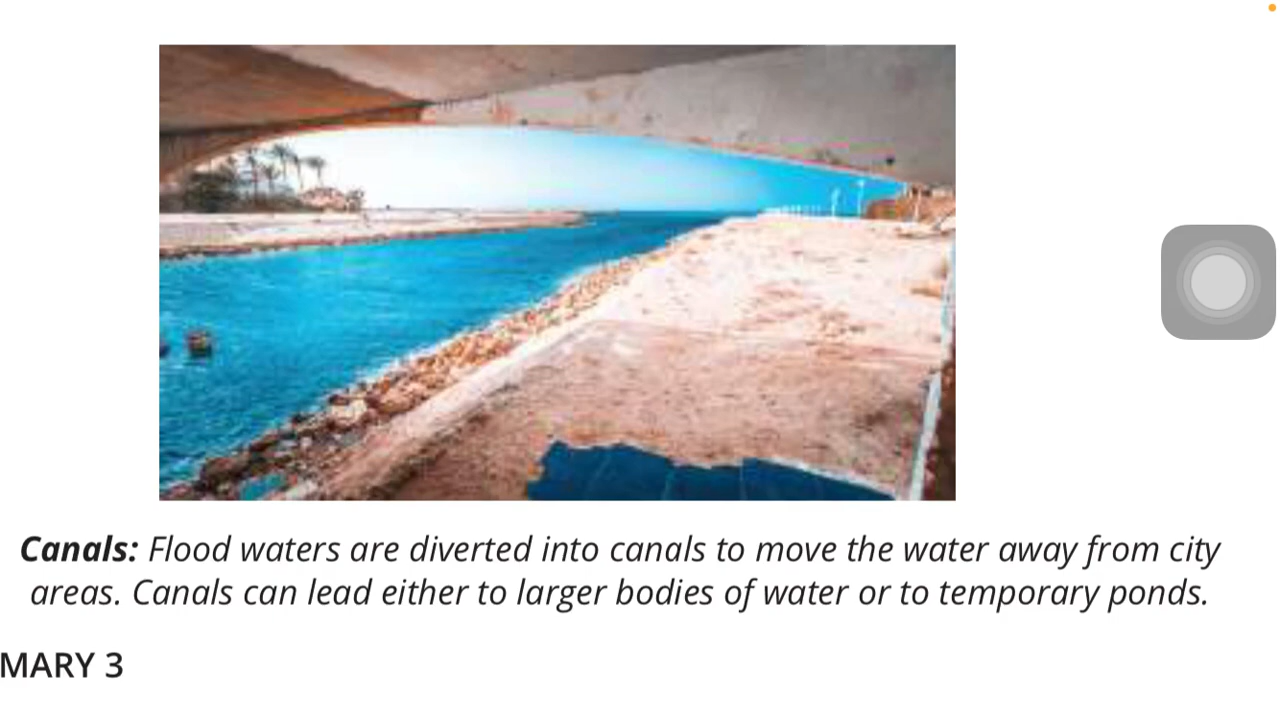 Canals: Flood waters are diverted into canals to move the water away from city
areas. Canals can lead either to larger bodies of water or to temporary ponds.
MARY 3